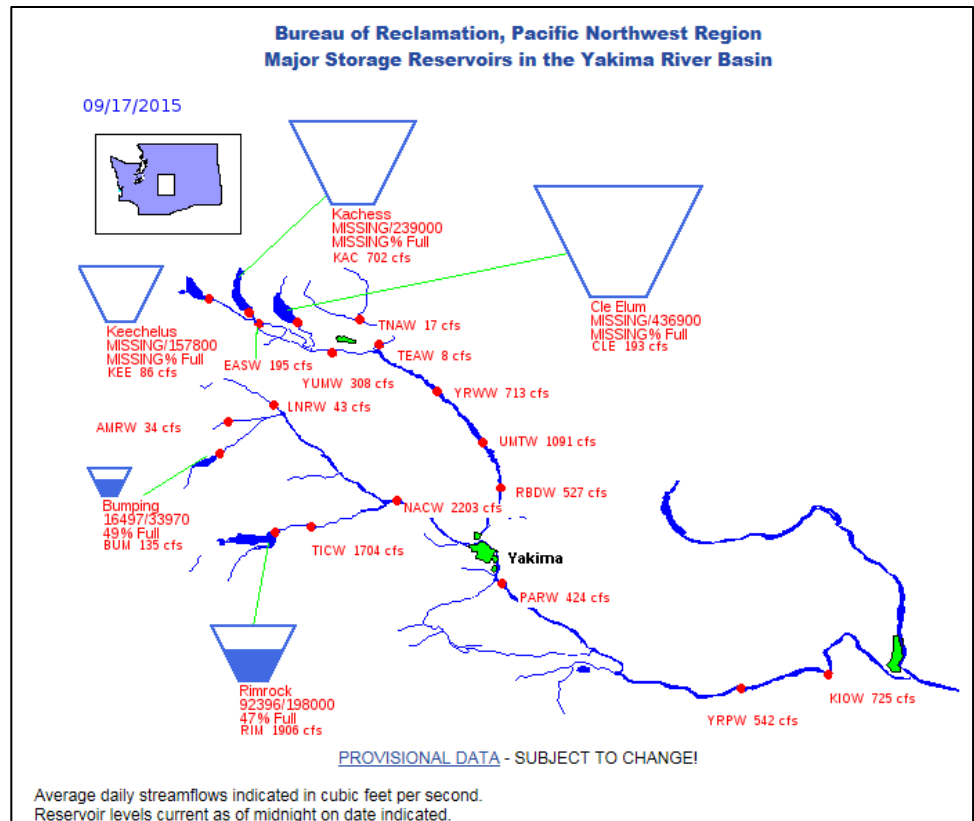 Bureau of Reclamation, Pacific Northwest Region
Major Storage Reservoirs in the Yakima River Basin
09/17/2015
Kachess
MISSING/239000
MISSING% Full
KAC 702 cfs
Cle Elum
MISSING/436900
MISSING% Full
CLE 193 cfs
Keechelus
MISSING/157800
MISSING% Full
KEE 86 cfs
TNAW 17 cfs
TEAW 8 cfs
EASW 195 cfs
YUMW 308 cfs
YRWW 713 cfs
LNRW 43 cfs
AMRW 34 cfs
UMTW 1091 cfs
RBDW 527 cfs
Bumping
16497/33970
49% Full
BUM 135 cfs
NACW 2203 cfs
TICW 1704 cfs
Yakima
PARW 424 cfs
Rimrock
92396/198000
47% Full
RIM 1906 cfs
KIOW 725 cfs
YRPW 542 cfs
PROVISIONAL DATA - SUBJECT TO CHANGE!
Average daily streamflows indicated in cubic feet per second.
Reservoir levels current as of midnight on date indicated.